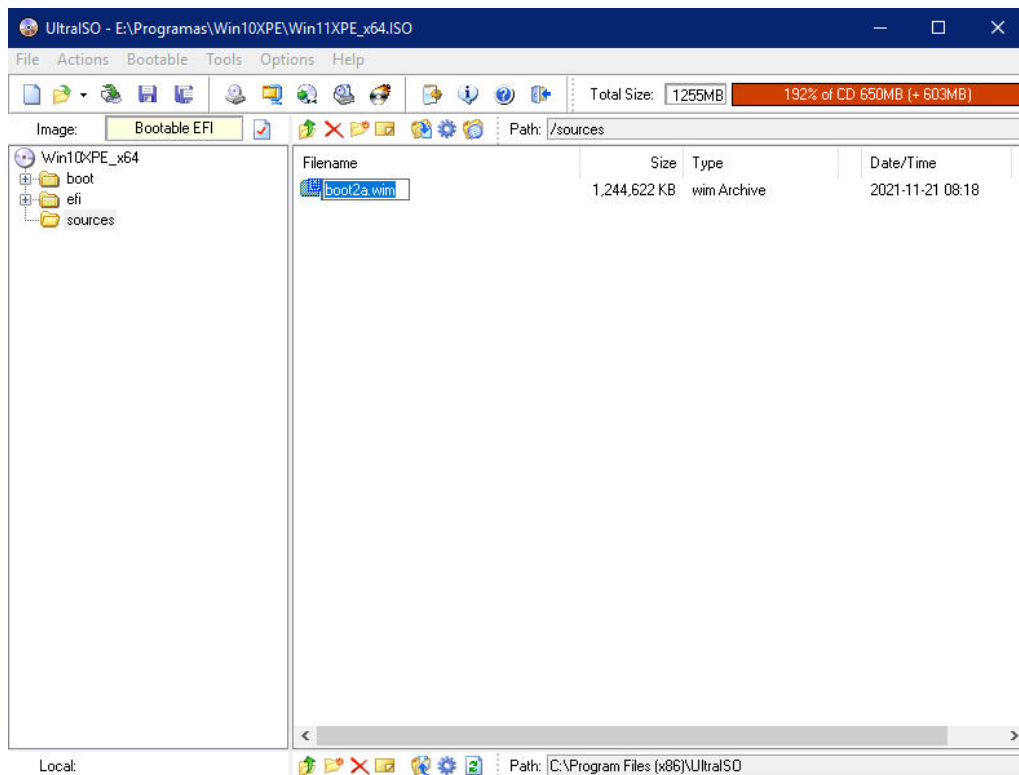 UltraISO - E:\Programas\Win10XPE\Win11XPE_x64.ISO
File Actions Bootable Tools Options Help
Total Size: 1255MB 192% of CD 650MB (+ 603MB)
Image: Bootable EFI Path: /sources
Win10XPE_x64
boot
efi
sources
Filename Size Type Date/Time
boot2a.wim 1,244,622 KB wim Archive 2021-11-21 08:18
Local: Path: C:\Program Files (x86)\UltraISO